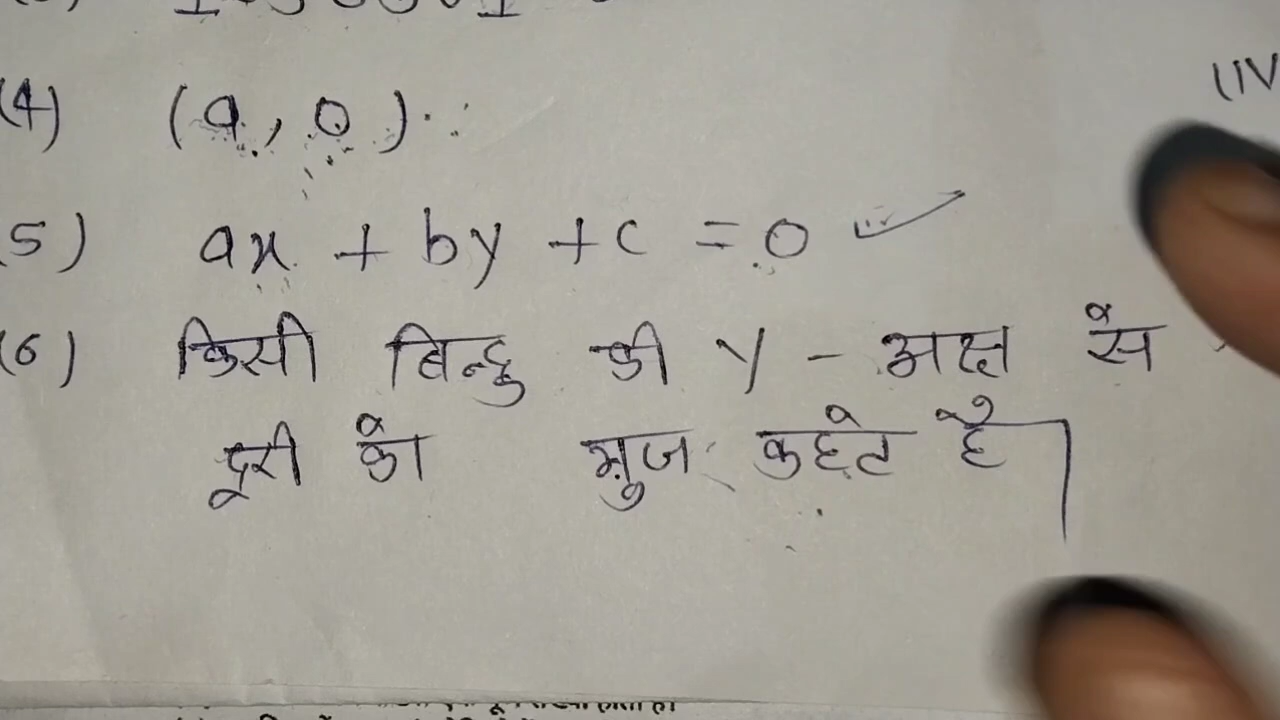 (4) (a, 0)
(IV
(5) ax + by + c = 0
(6) किसी बिन्दु की y - अक्ष से
दूरी को भुज कहते है।